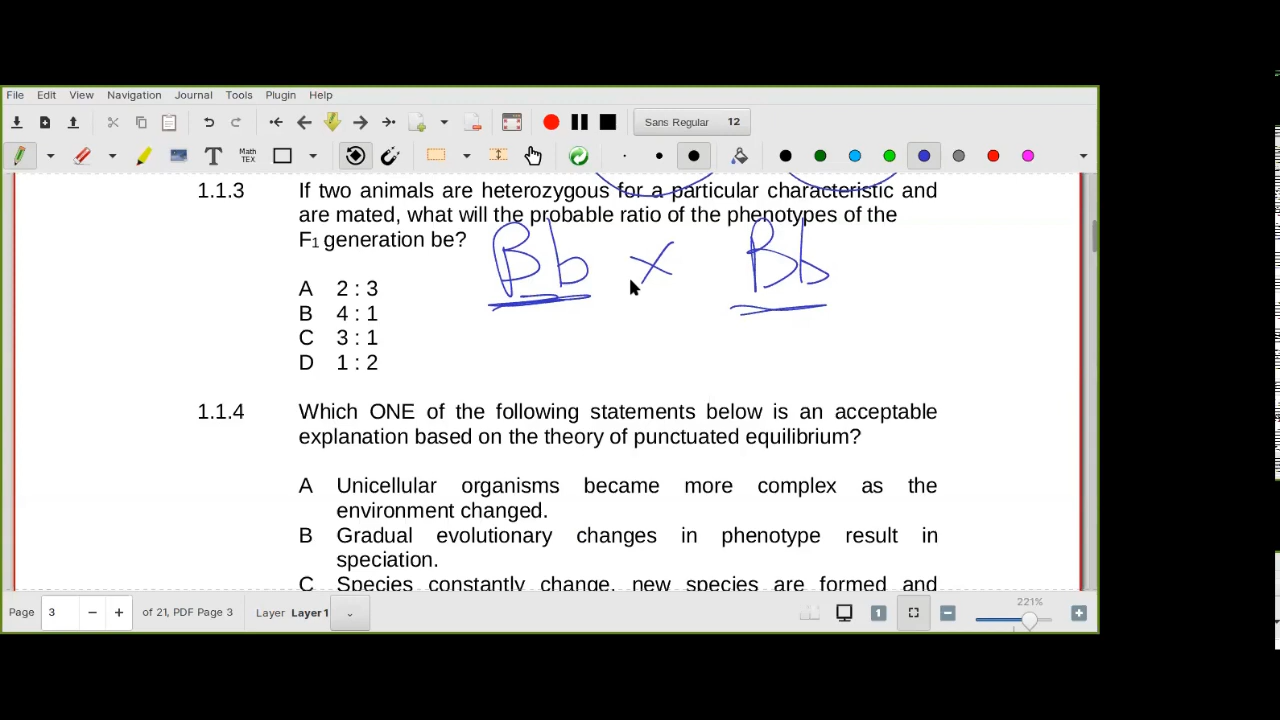 File Edit View Navigation Journal Tools Plugin Help
Sans Regular 12
Math
TEX
1.1.3 If two animals are heterozygous for a particular characteristic and
are mated, what will the probable ratio of the phenotypes of the
F1 generation be?
Bb x Bb
A 2 : 3
B 4 : 1
C 3 : 1
D 1 : 2
1.1.4 Which ONE of the following statements below is an acceptable
explanation based on the theory of punctuated equilibrium?
A Unicellular organisms became more complex as the
environment changed.
B Gradual evolutionary changes in phenotype result in
speciation.
C Species constantly change, new species are formed and
Page 3 of 21, PDF Page 3 Layer Layer1 1 221%